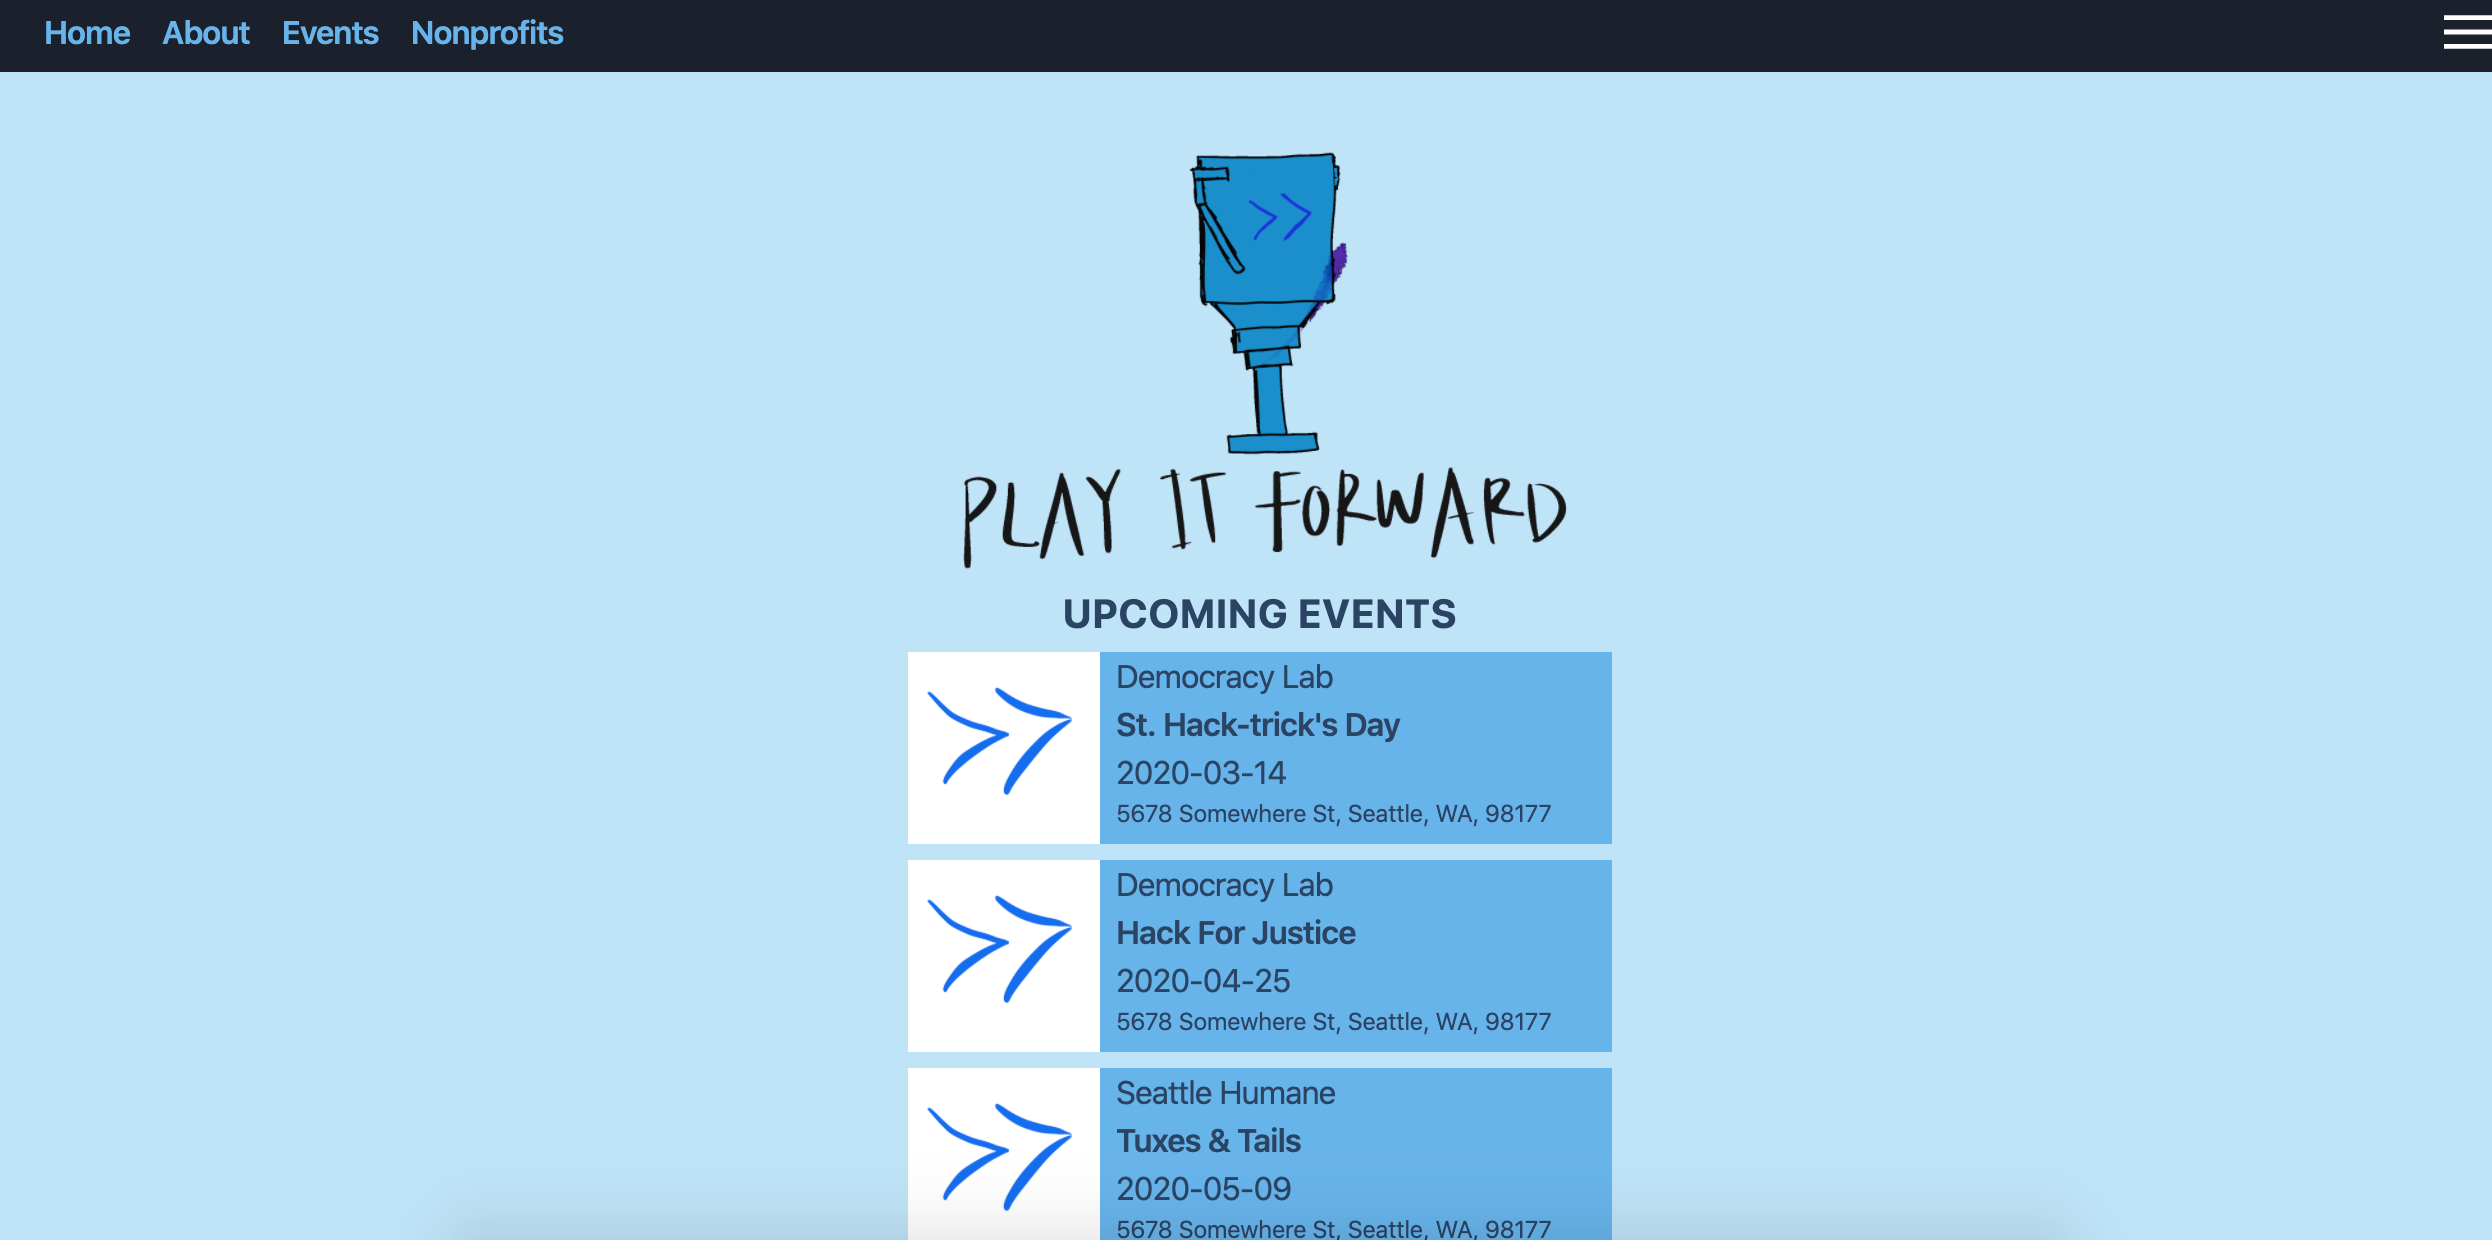 Home About Events Nonprofits
PLAY IT FORWARD
UPCOMING EVENTS
Democracy Lab
St. Hack-trick's Day
2020-03-14
5678 Somewhere St, Seattle, WA, 98177
Democracy Lab
Hack For Justice
2020-04-25
5678 Somewhere St, Seattle, WA, 98177
Seattle Humane
Tuxes & Tails
2020-05-09
5678 Somewhere St, Seattle, WA, 98177